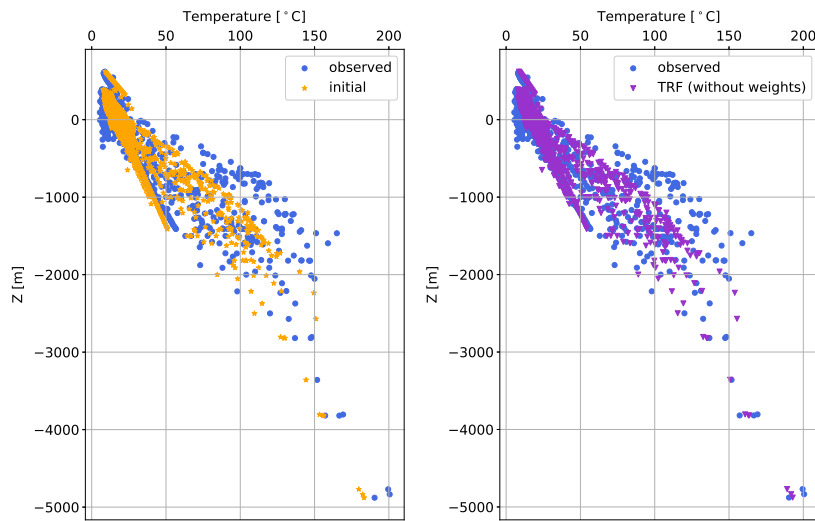 Temperature [°C]
0 50 100 150 200
observed
initial
0
−1000
−2000
−3000
−4000
−5000
Z [m]
Temperature [°C]
0 50 100 150 200
observed
TRF (without weights)
0
−1000
−2000
−3000
−4000
−5000
Z [m]